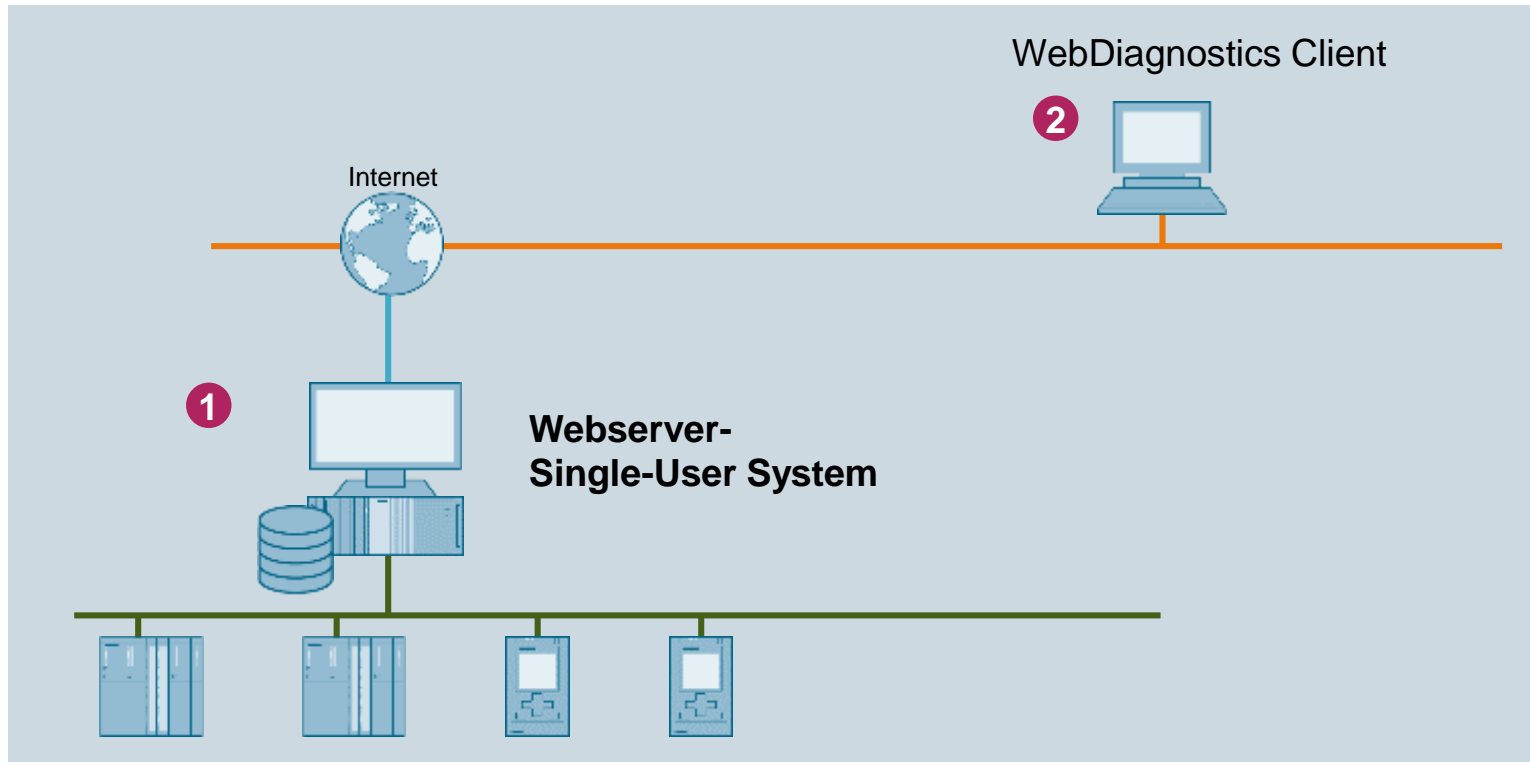 WebDiagnostics Client
2
Internet
1
Webserver-
Single-User System